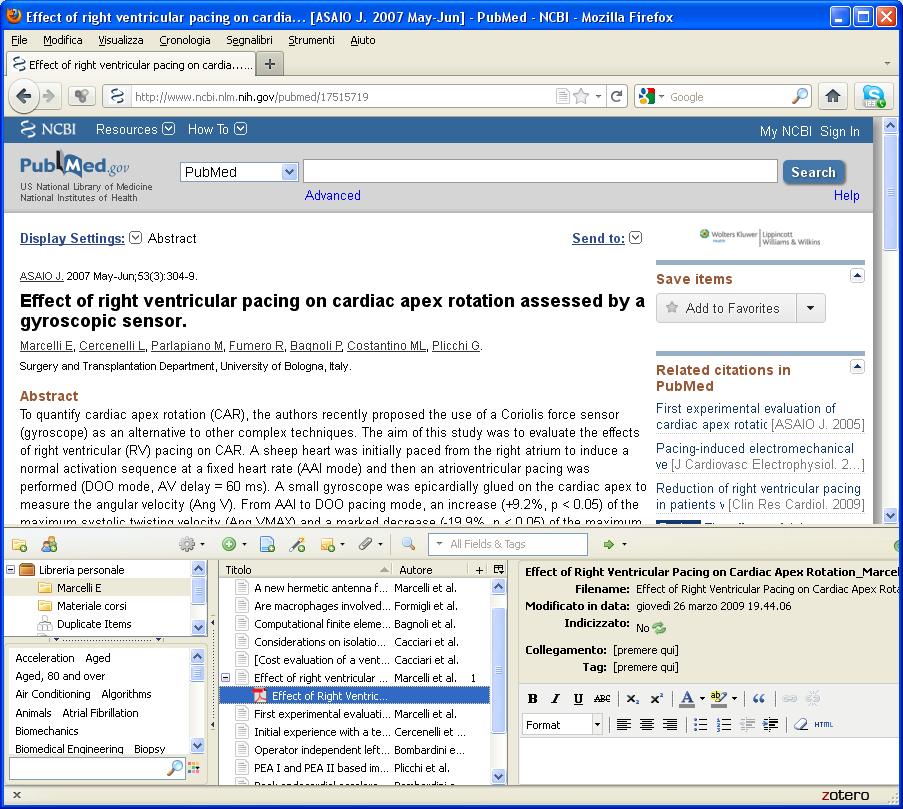 Effect of right ventricular pacing on cardia... [ASAIO J. 2007 May-Jun] - PubMed - NCBI - Mozilla Firefox
File Modifica Visualizza Cronologia Segnalibri Strumenti Aiuto
Effect of right ventricular pacing on cardia......
http://www.ncbi.nlm.nih.gov/pubmed/17515719
Google
NCBI Resources How To My NCBI Sign In
PubMed.gov
US National Library of Medicine
National Institutes of Health
PubMed
Search
Advanced
Help
Display Settings: Abstract
Send to:
Wolters Kluwer Health
Lippincott Williams & Wilkins
ASAIO J. 2007 May-Jun;53(3):304-9.
Effect of right ventricular pacing on cardiac apex rotation assessed by a
gyroscopic sensor.
Marcelli E, Cercenelli L, Parlapiano M, Fumero R, Bagnoli P, Costantino ML, Plicchi G.
Surgery and Transplantation Department, University of Bologna, Italy.
Abstract
To quantify cardiac apex rotation (CAR), the authors recently proposed the use of a Coriolis force sensor
(gyroscope) as an alternative to other complex techniques. The aim of this study was to evaluate the effects
of right ventricular (RV) pacing on CAR. A sheep heart was initially paced from the right atrium to induce a
normal activation sequence at a fixed heart rate (AAI mode) and then an atrioventricular pacing was
performed (DOO mode, AV delay = 60 ms). A small gyroscope was epicardially glued on the cardiac apex to
measure the angular velocity (Ang V). From AAI to DOO pacing mode, an increase (+9.2%, p < 0.05) of the
maximum systolic twisting velocity (Ang VMAX) and a marked decrease (-19.9%, p < 0.05) of the maximum
Save items
Add to Favorites
Related citations in
PubMed
First experimental evaluation of
cardiac apex rotatic [ASAIO J. 2005]
Pacing-induced electromechanical
ve [J Cardiovasc Electrophysiol. 2...]
Reduction of right ventricular pacing
in patients v [Clin Res Cardiol. 2009]
All Fields & Tags
Libreria personale
Marcelli E
Materiale corsi
Duplicate Items
Acceleration Aged
Aged, 80 and over
Air Conditioning Algorithms
Animals Atrial Fibrillation
Biomechanics
Biomedical Engineering Biopsy
Titolo Autore
A new hermetic antenna f... Marcelli et al.
Are macrophages involved... Formigli et al.
Computational finite eleme... Bagnoli et al.
Considerations on isolatio... Cacciari et al.
[Cost evaluation of a vent... Cacciari et al.
Effect of right ventricular ... Marcelli et al. 1
Effect of Right Ventric...
First experimental evaluati... Marcelli et al.
Initial experience with a te... Cercenelli et ...
Operator independent left... Bombardini e...
PEA I and PEA II based im... Plicchi et al.
Effect of Right Ventricular Pacing on Cardiac Apex Rotation_Marcel
Filename: Effect of Right Ventricular Pacing on Cardiac Apex Rota
Modificato in data: giovedì 26 marzo 2009 19.44.06
Indicizzato: No
Collegamento: [premere qui]
Tag: [premere qui]
B I U ABC X₂ X² A ab
Format HTML
zotero